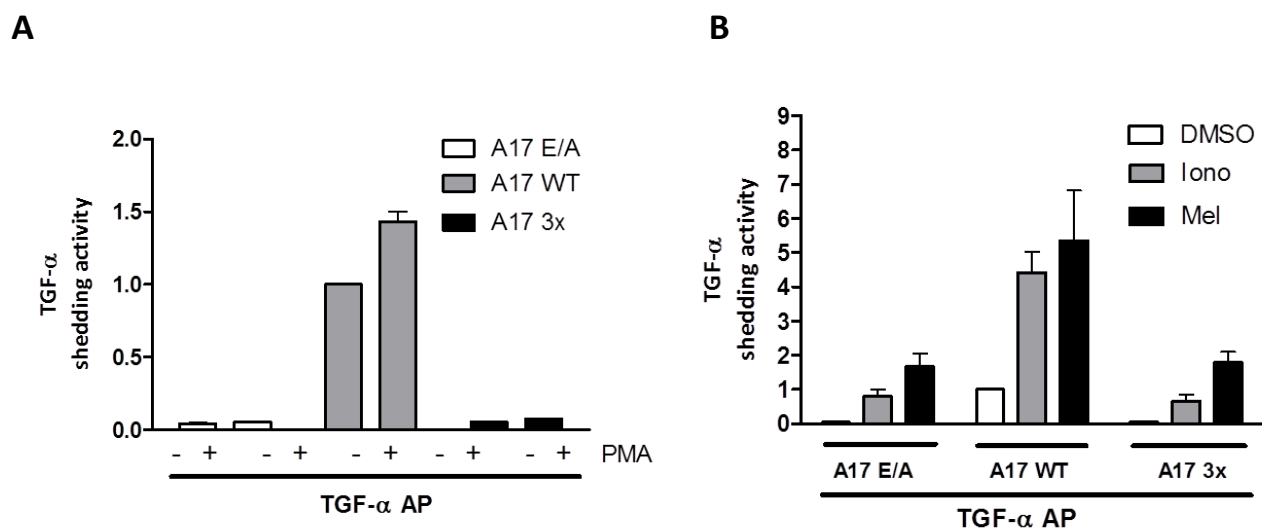 A
B
TGF-α
shedding activity
2.0
1.5
1.0
0.5
0.0
A17 E/A
A17 WT
A17 3x
- + - + - + - + - + PMA
TGF-α AP
TGF-α
shedding activity
9
8
7
6
5
4
3
2
1
0
DMSO
Iono
Mel
A17 E/A A17 WT A17 3x
TGF-α AP